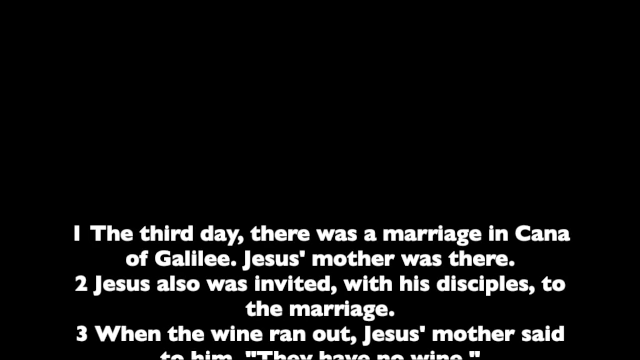 1 The third day, there was a marriage in Cana
of Galilee. Jesus' mother was there.
2 Jesus also was invited, with his disciples, to
the marriage.
3 When the wine ran out, Jesus' mother said
to him, "They have no wine."